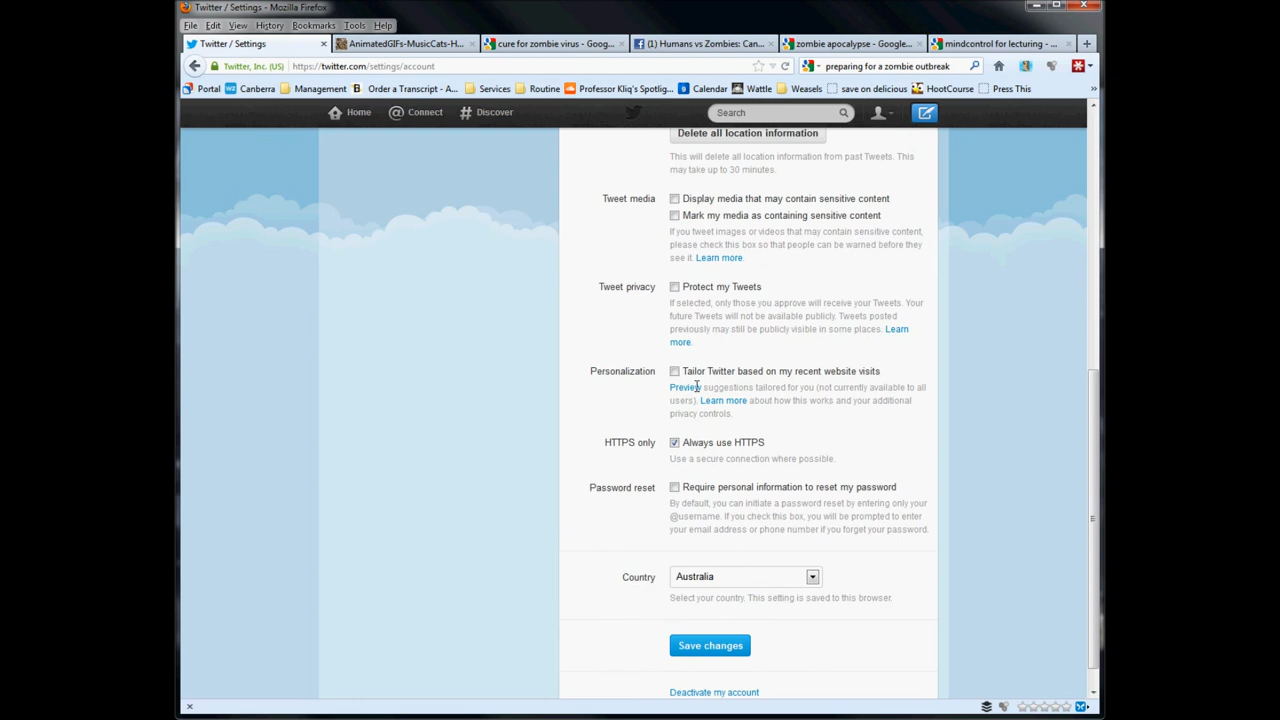 Twitter / Settings - Mozilla Firefox
File Edit View History Bookmarks Tools Help
Twitter / Settings × AnimatedGIFs-MusicCats-H... × cure for zombie virus - Goog... × (1) Humans vs Zombies: Can... × zombie apocalypse - Google... × mindcontrol for lecturing - ... × +
Twitter, Inc. (US) https://twitter.com/settings/account preparing for a zombie outbreak
Portal Canberra Management Order a Transcript - A... Services Routine Professor Kliq's Spotlig... Calendar Wattle Weasels save on delicious HootCourse Press This »
Home @ Connect # Discover Search
Delete all location information
This will delete all location information from past Tweets. This
may take up to 30 minutes.
Tweet media Display media that may contain sensitive content
Mark my media as containing sensitive content
If you tweet images or videos that may contain sensitive content,
please check this box so that people can be warned before they
see it. Learn more.
Tweet privacy Protect my Tweets
If selected, only those you approve will receive your Tweets. Your
future Tweets will not be available publicly. Tweets posted
previously may still be publicly visible in some places. Learn
more.
Personalization Tailor Twitter based on my recent website visits
Preview suggestions tailored for you (not currently available to all
users). Learn more about how this works and your additional
privacy controls.
HTTPS only Always use HTTPS
Use a secure connection where possible.
Password reset Require personal information to reset my password
By default, you can initiate a password reset by entering only your
@username. If you check this box, you will be prompted to enter
your email address or phone number if you forget your password.
Country Australia
Select your country. This setting is saved to this browser.
Save changes
Deactivate my account
×